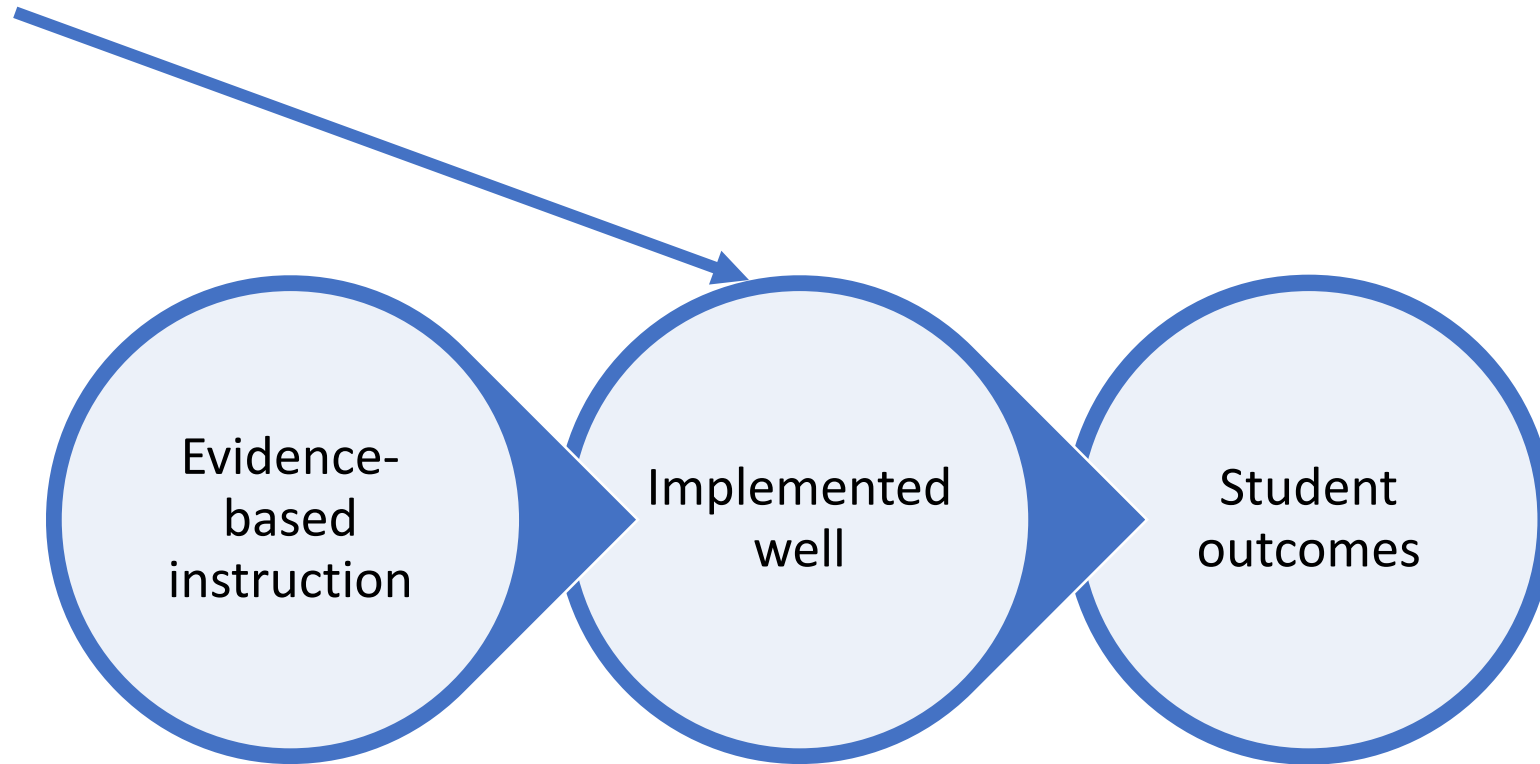 Evidence-
based
instruction
Implemented
well
Student
outcomes